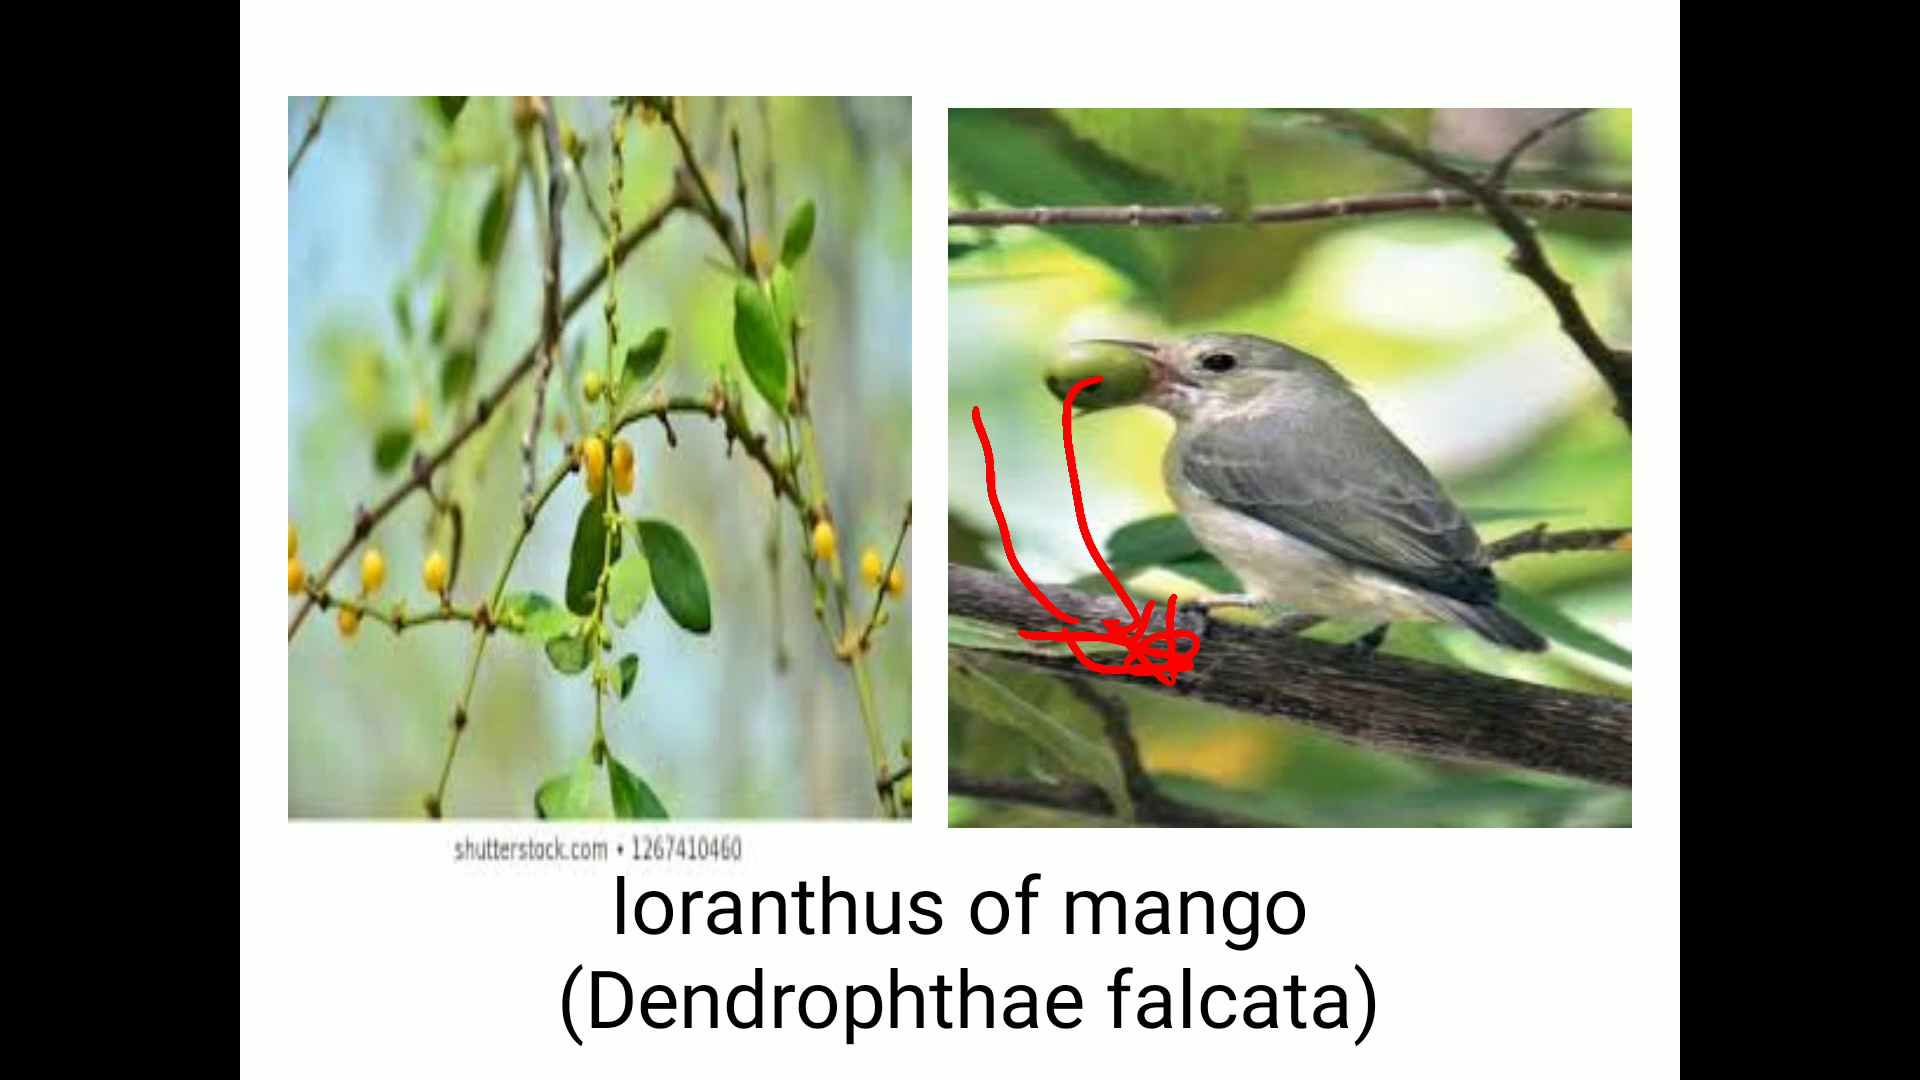 shutterstock.com • 1267410460
loranthus of mango
(Dendrophthae falcata)